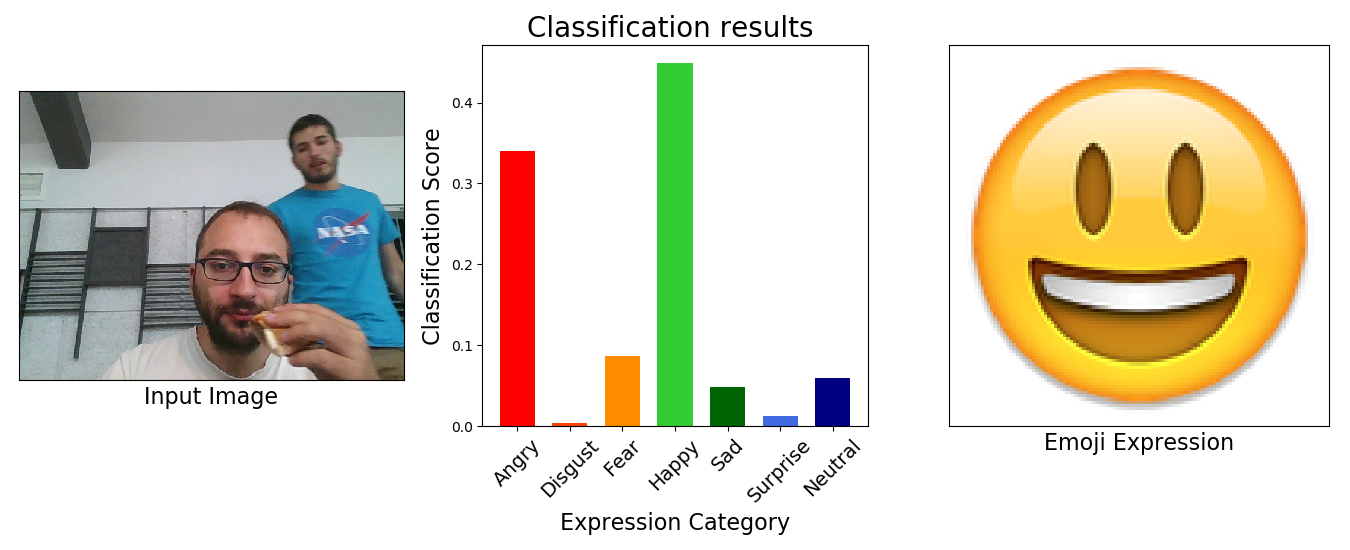 Classification results
NASA
Input Image
Classification Score
0.4
0.3
0.2
0.1
0.0
Angry
Disgust
Fear
Happy
Sad
Surprise
Neutral
Expression Category
Emoji Expression